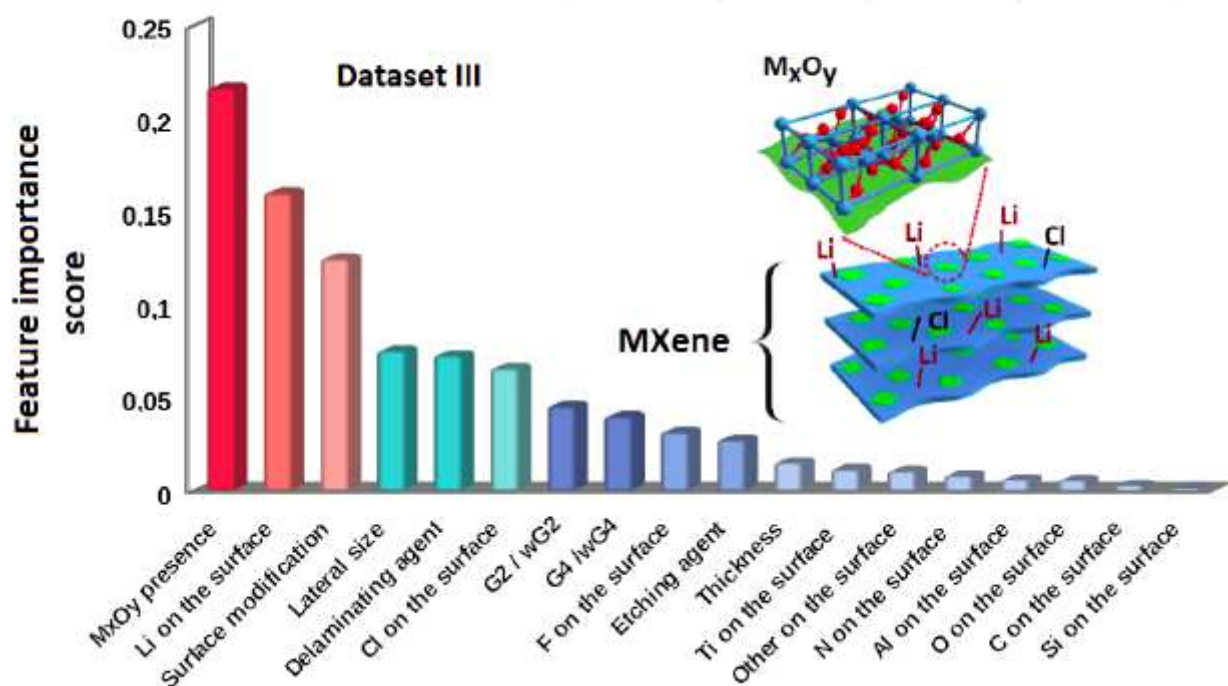 0.25
0,2
0.15
0.1
0.05
0
Feature importance
score
Dataset III
MxOy
Li
Li
Li
Cl
MXene
Cl
Li
Li
Li
MxOy presence
Li on the surface
Surface modification
Lateral size
Delaminating agent
Cl on the surface
G2 / wG2
G4 /wG4
F on the surface
Etching agent
Thickness
Ti on the surface
Other on the surface
N on the surface
Al on the surface
O on the surface
C on the surface
Si on the surface